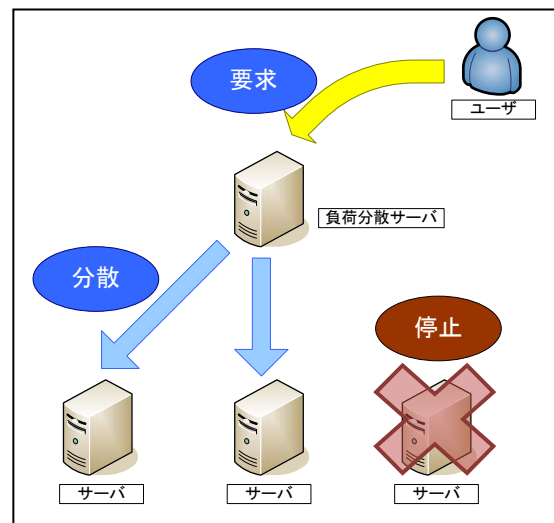 要求
ユーザ
負荷分散サーバ
分散
停止
サーバ
サーバ
サーバ